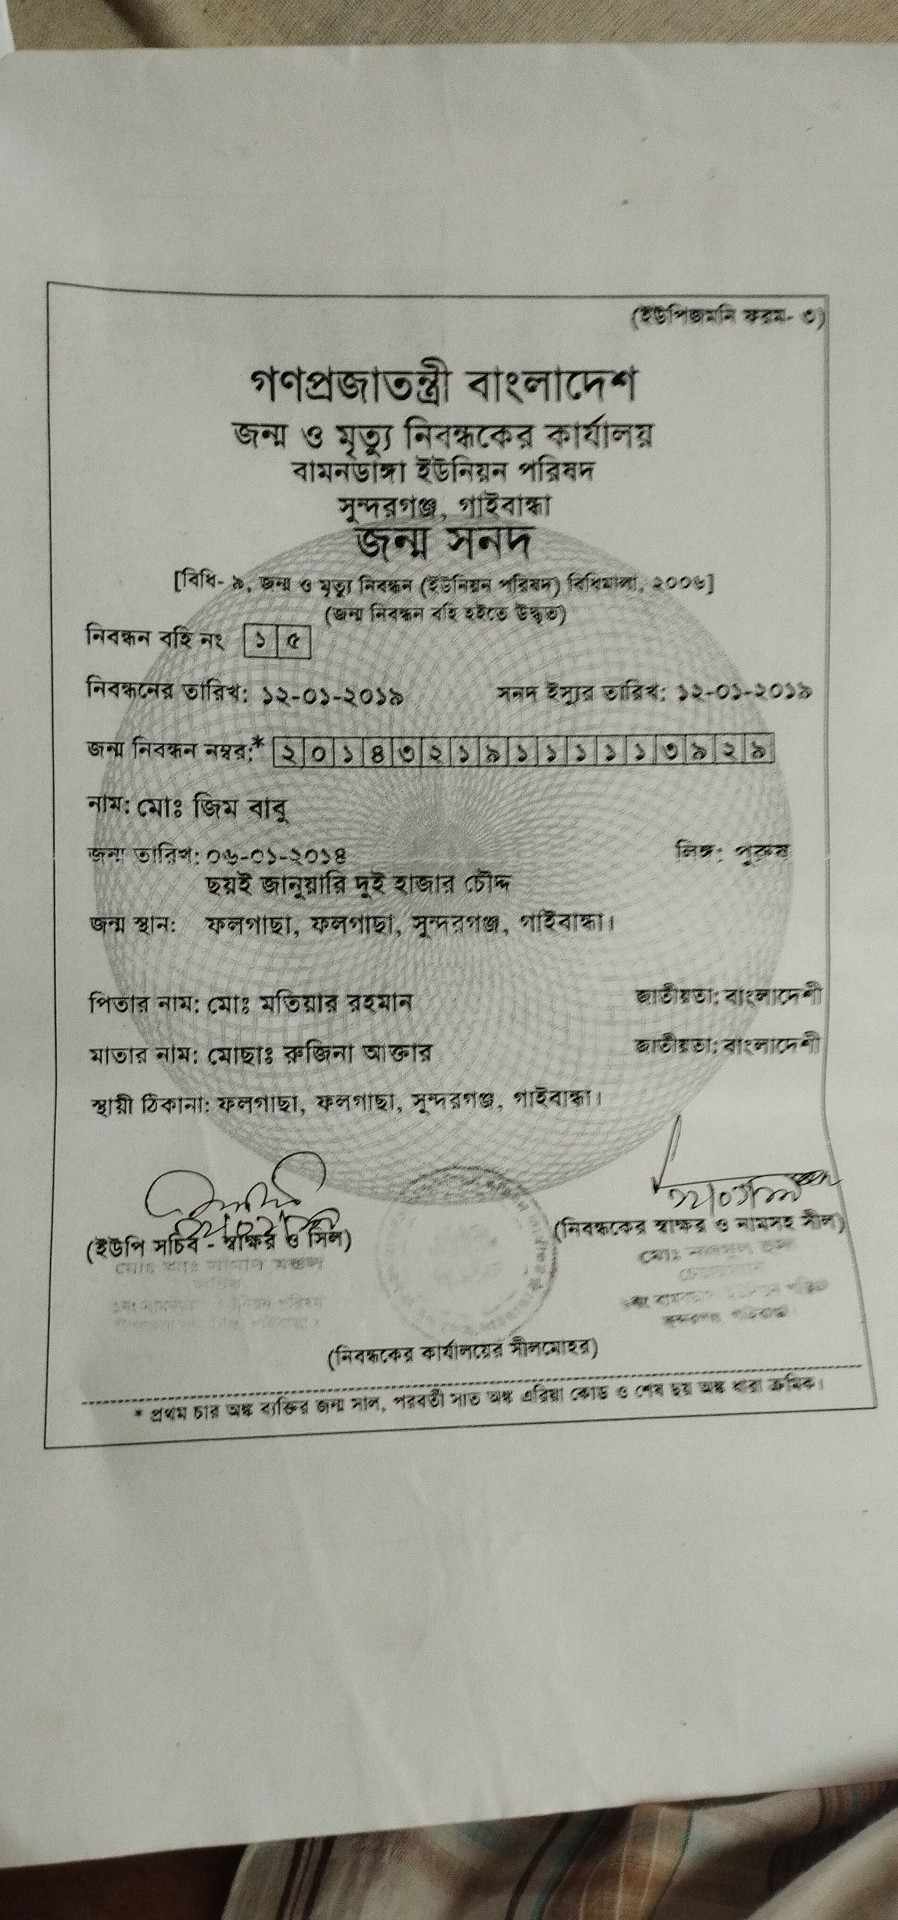 (ইউপিজমনি ফরম- ৩)
গণপ্রজাতন্ত্রী বাংলাদেশ
জন্ম ও মৃত্যু নিবন্ধকের কার্যালয়
বামনডাঙ্গা ইউনিয়ন পরিষদ
সুন্দরগঞ্জ, গাইবান্ধা
জন্ম সনদ
[বিধি- ৯, জন্ম ও মৃত্যু নিবন্ধন (ইউনিয়ন পরিষদ) বিধিমালা, ২০০৬]
(জন্ম নিবন্ধন বহি হইতে উদ্ধৃত)
নিবন্ধন বহি নং ১৫
নিবন্ধনের তারিখ: ১২-০১-২০১৯ সনদ ইস্যুর তারিখ: ১২-০১-২০১৯
জন্ম নিবন্ধন নম্বর:* ২০১৪৩২১৯১১১১১৩৯২৯
নাম: মোঃ জিম বাবু
জন্ম তারিখ: ০৬-০১-২০১৪ লিঙ্গ: পুরুষ
ছয়ই জানুয়ারি দুই হাজার চৌদ্দ
জন্ম স্থান: ফলগাছা, ফলগাছা, সুন্দরগঞ্জ, গাইবান্ধা।
পিতার নাম: মোঃ মতিয়ার রহমান জাতীয়তা: বাংলাদেশী
মাতার নাম: মোছাঃ রুজিনা আক্তার জাতীয়তা: বাংলাদেশী
স্থায়ী ঠিকানা: ফলগাছা, ফলগাছা, সুন্দরগঞ্জ, গাইবান্ধা।
(ইউপি সচিব - স্বাক্ষর ও সিল) (নিবন্ধকের স্বাক্ষর ও নামসহ সীল)
(নিবন্ধকের কার্যালয়ের সীলমোহর)
* প্রথম চার অঙ্ক ব্যক্তির জন্ম সাল, পরবর্তী সাত অঙ্ক এরিয়া কোড ও শেষ ছয় অঙ্ক ধারা ক্রমিক।